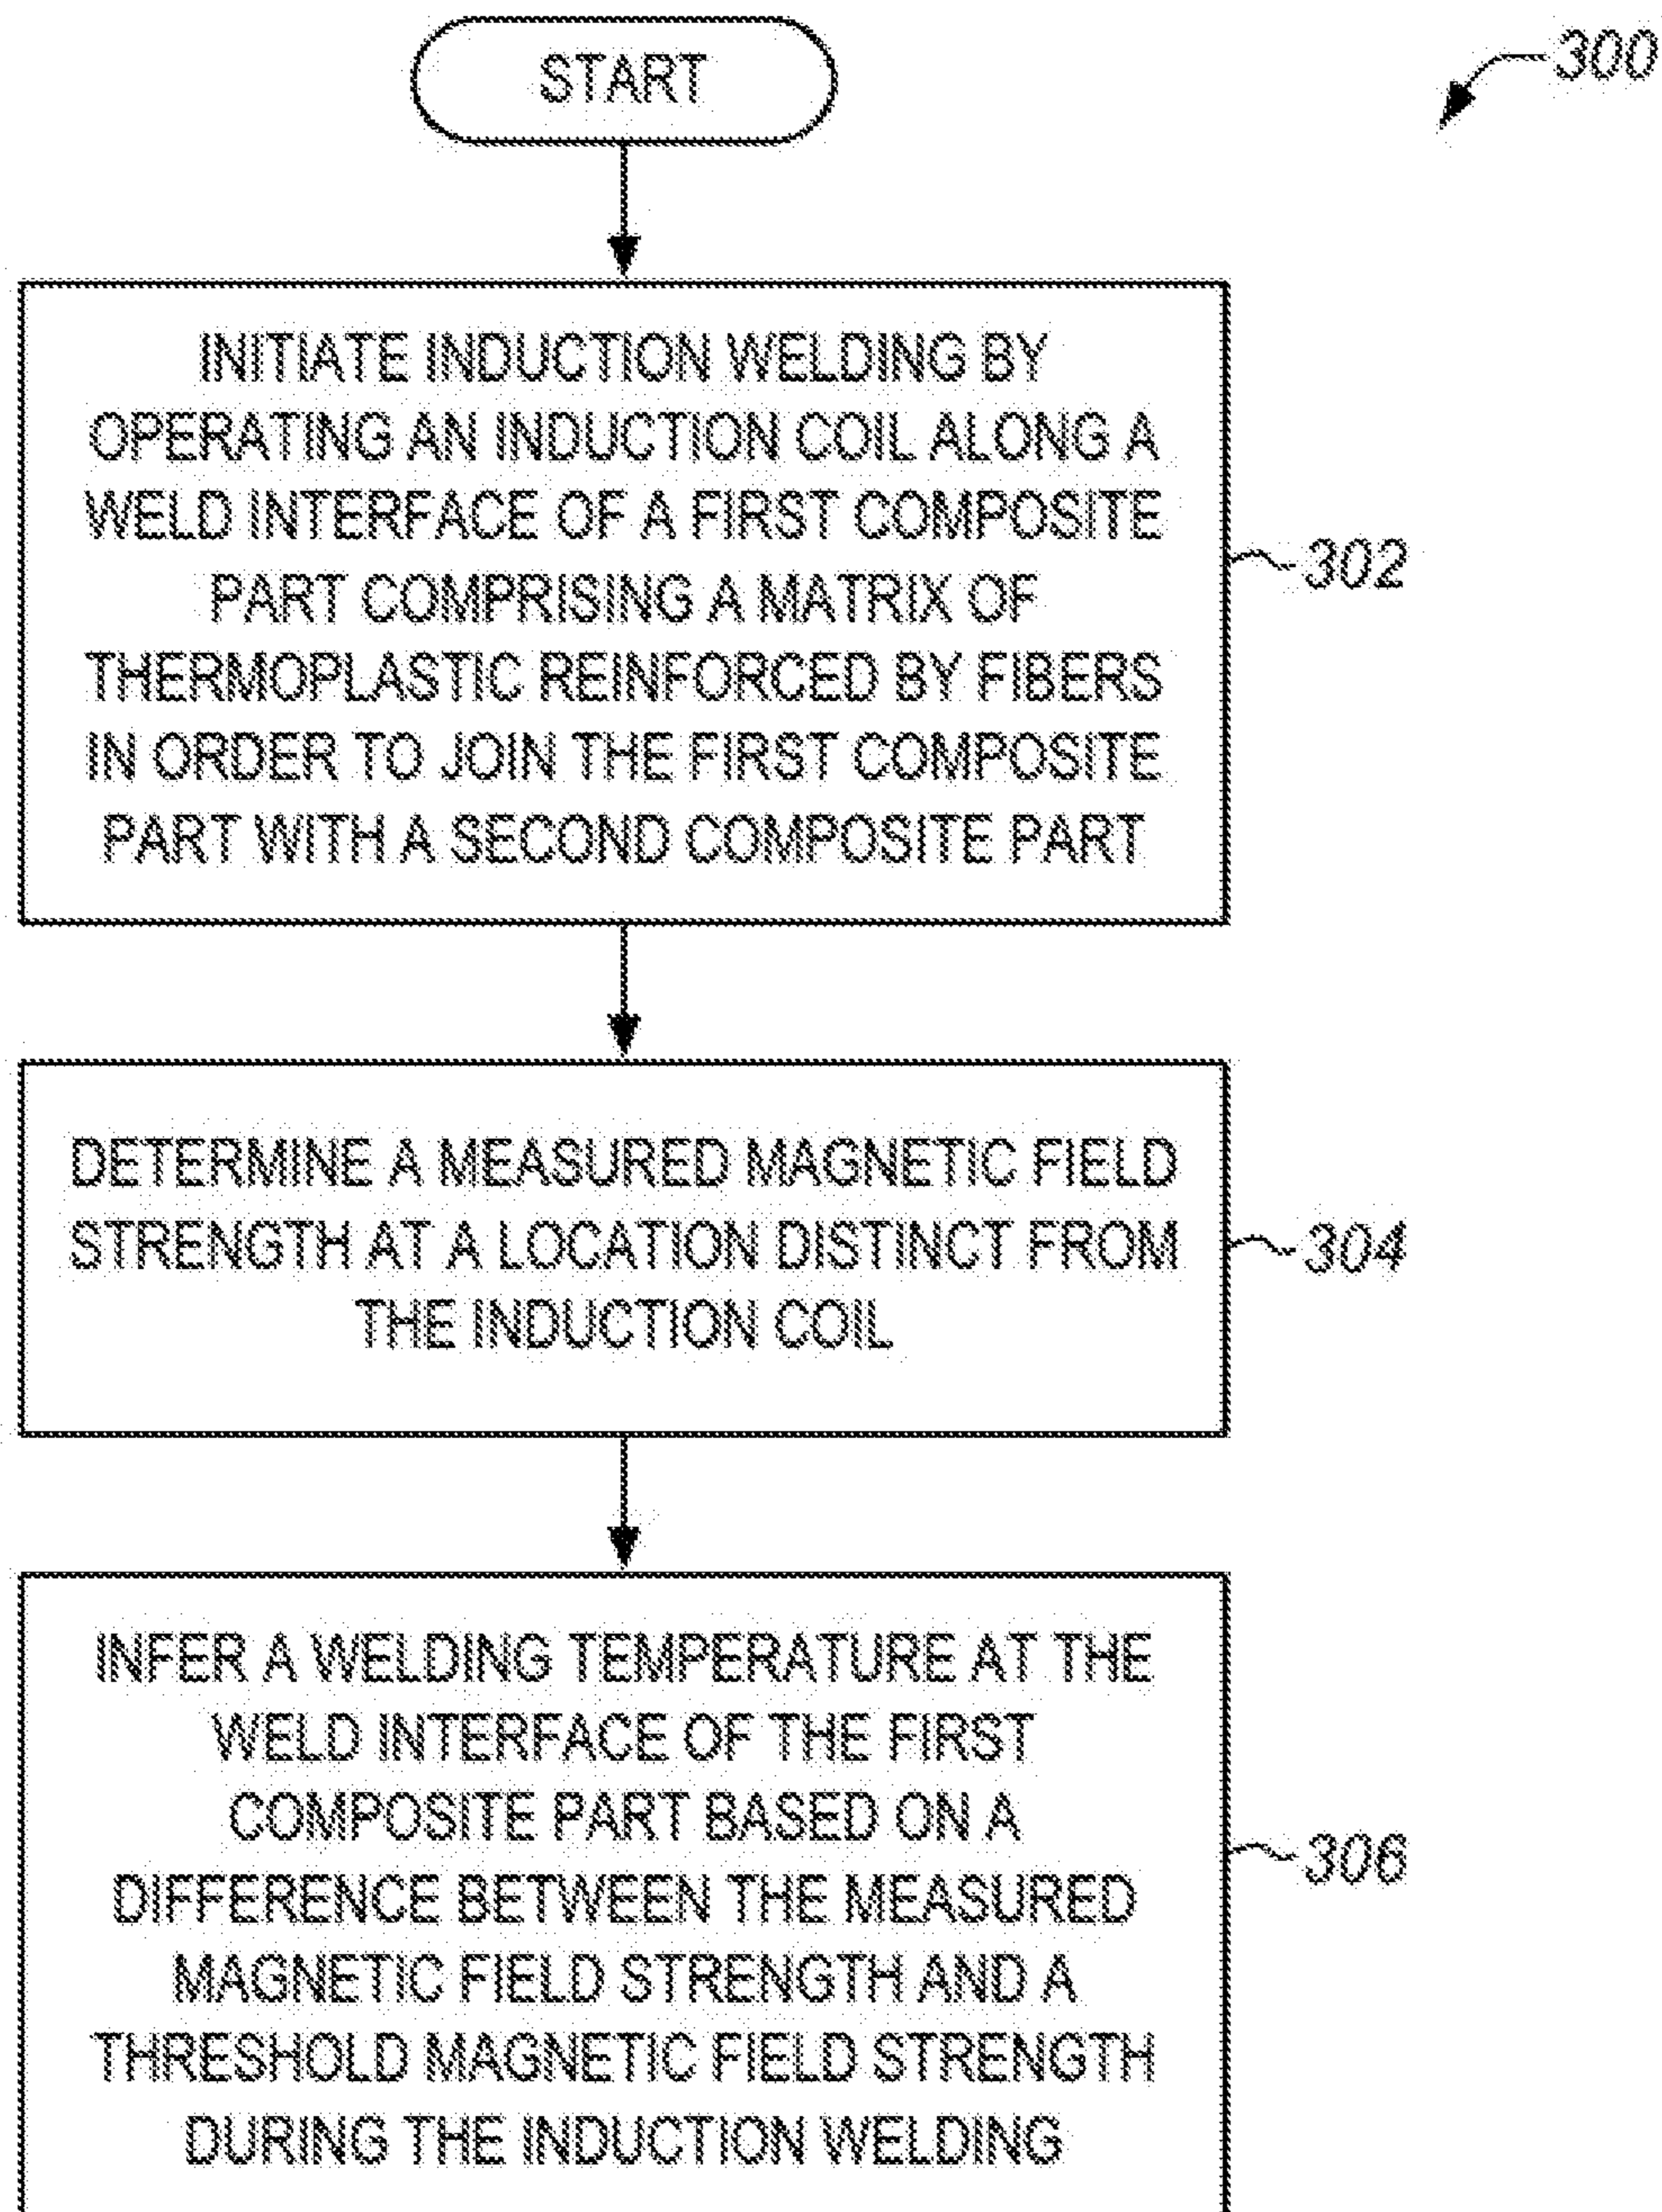 START
300
INITIATE INDUCTION WELDING BY
OPERATING AN INDUCTION COIL ALONG A
WELD INTERFACE OF A FIRST COMPOSITE
PART COMPRISING A MATRIX OF
THERMOPLASTIC REINFORCED BY FIBERS
IN ORDER TO JOIN THE FIRST COMPOSITE
PART WITH A SECOND COMPOSITE PART
302
DETERMINE A MEASURED MAGNETIC FIELD
STRENGTH AT A LOCATION DISTINCT FROM
THE INDUCTION COIL
304
INFER A WELDING TEMPERATURE AT THE
WELD INTERFACE OF THE FIRST
COMPOSITE PART BASED ON A
DIFFERENCE BETWEEN THE MEASURED
MAGNETIC FIELD STRENGTH AND A
THRESHOLD MAGNETIC FIELD STRENGTH
DURING THE INDUCTION WELDING
306